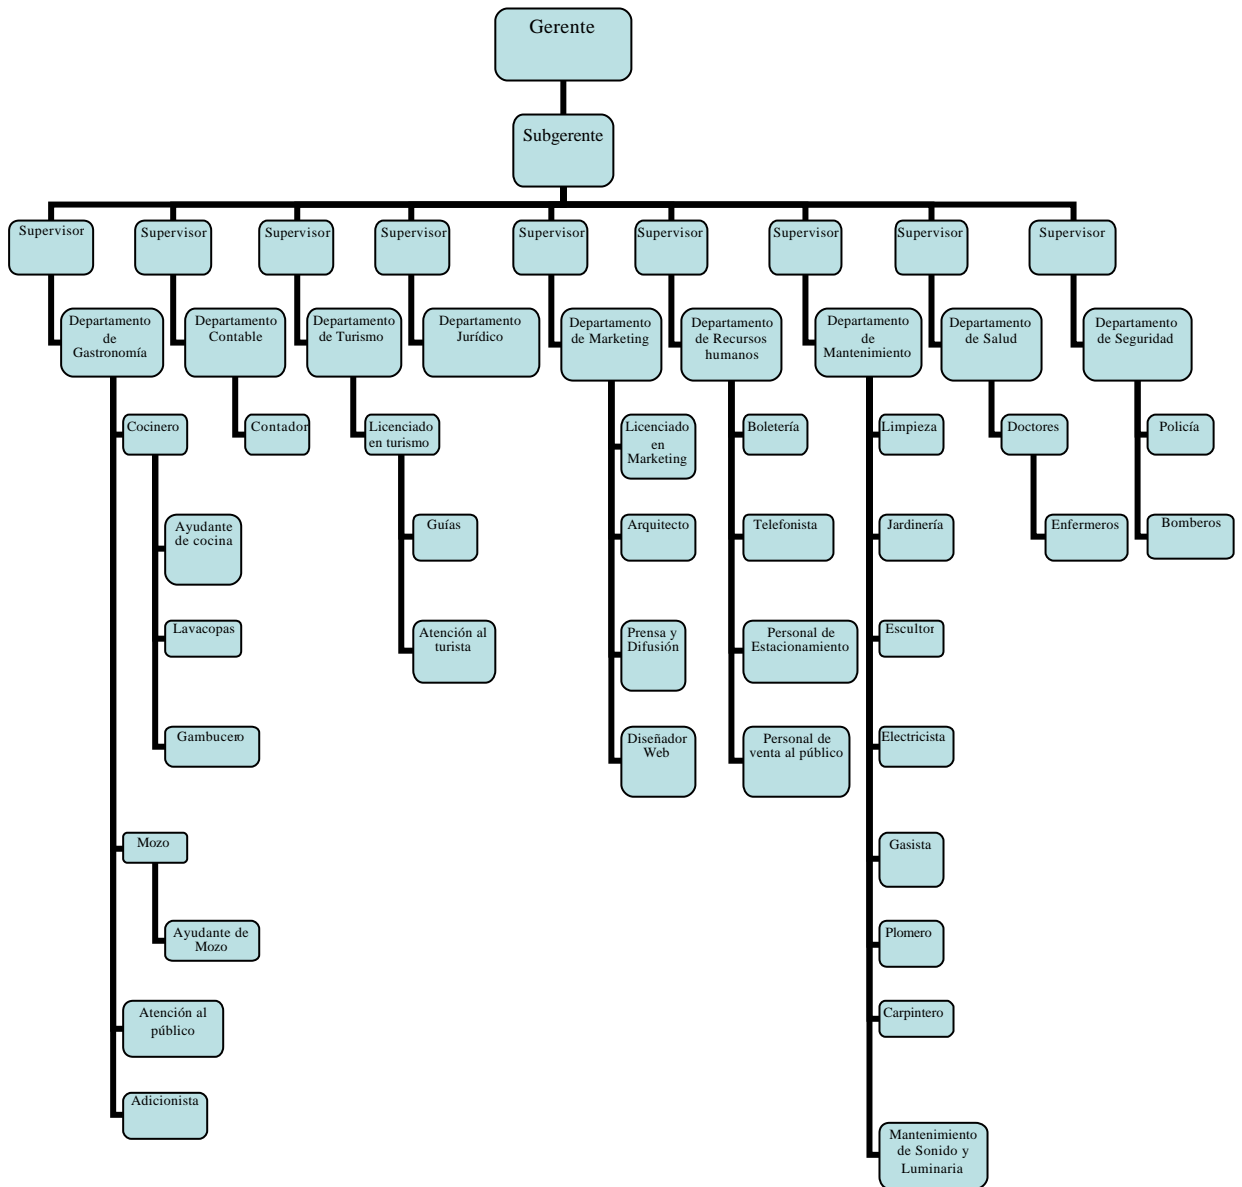 Gerente
Subgerente
Supervisor
Supervisor
Supervisor
Supervisor
Supervisor
Supervisor
Supervisor
Supervisor
Supervisor
Departamento
de
Gastronomía
Departamento
Contable
Departamento
de Turismo
Departamento
Jurídico
Departamento
de Marketing
Departamento
de Recursos
humanos
Departamento
de
Mantenimiento
Departamento
de Salud
Departamento
de Seguridad
Cocinero
Contador
Licenciado
en turismo
Licenciado
en
Marketing
Boletería
Limpieza
Doctores
Policía
Ayudante
de cocina
Guías
Arquitecto
Telefonista
Jardinería
Enfermeros
Bomberos
Lavacopas
Atención al
turista
Prensa y
Difusión
Personal de
Estacionamiento
Escultor
Gambucero
Diseñador
Web
Personal de
venta al público
Electricista
Mozo
Gasista
Ayudante de
Mozo
Plomero
Atención al
público
Carpintero
Adicionista
Mantenimiento
de Sonido y
Luminaria